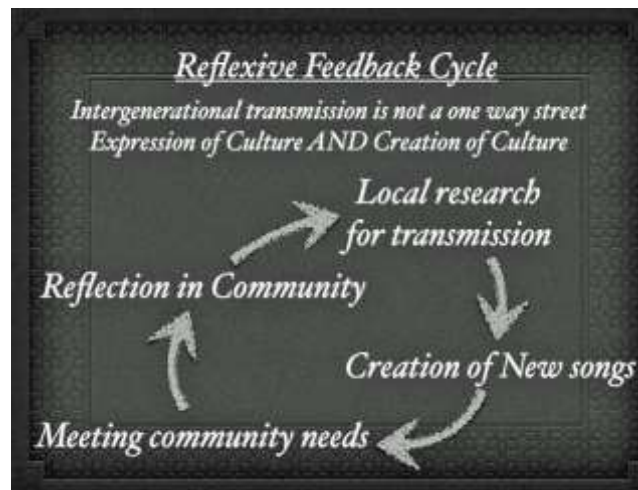 Reflexive Feedback Cycle
Intergenerational transmission is not a one way street
Expression of Culture AND Creation of Culture
Local research
for transmission
Creation of New songs
Meeting community needs
Reflection in Community